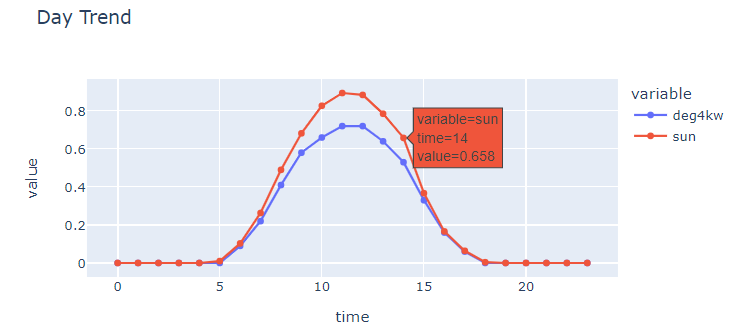 Day Trend
variable
deg4kw
sun
variable=sun
time=14
value=0.658
value
0.8
0.6
0.4
0.2
0
0
5
10
15
20
time